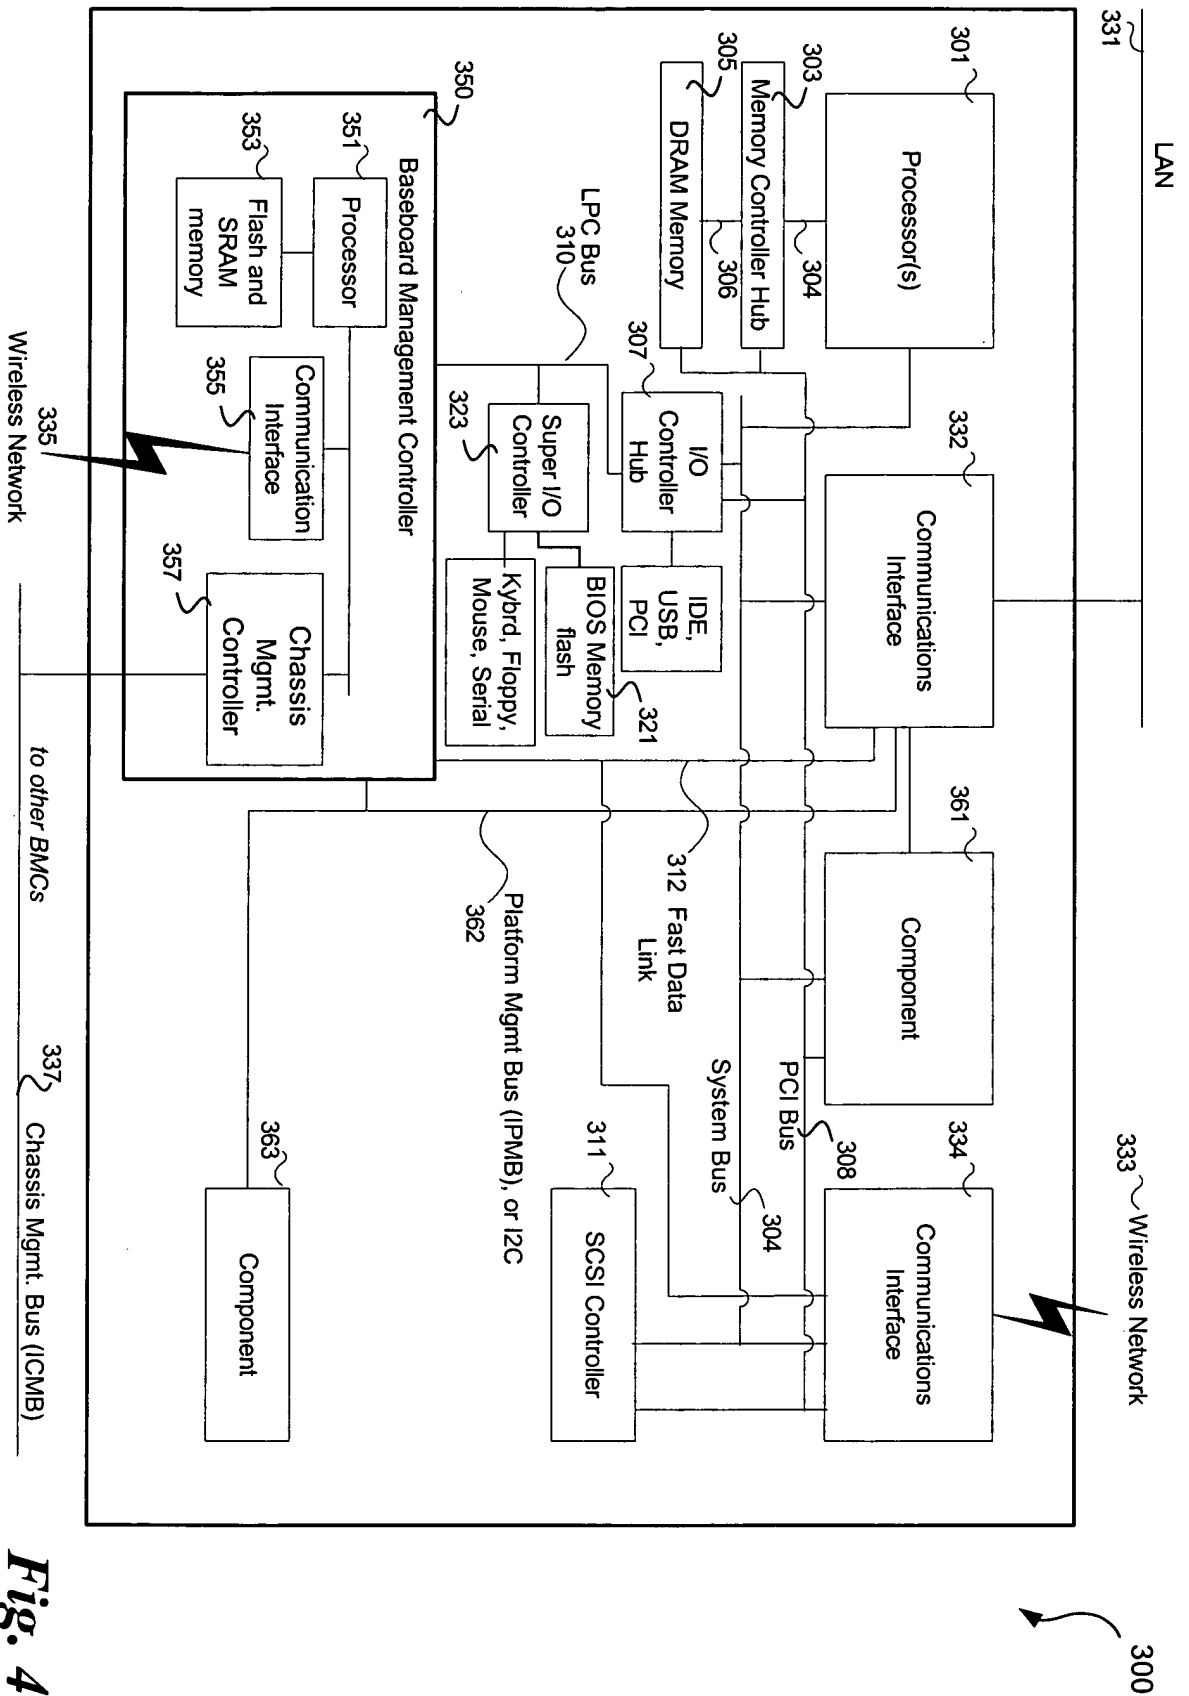 300
331
LAN
333
Wireless Network
301
Processor(s)
332
Communications
Interface
361
Component
334
Communications
Interface
304
303
Memory Controller Hub
306
305
DRAM Memory
PCI Bus
308
System Bus
304
307
I/O
Controller
Hub
IDE,
USB,
PCI
312 Fast Data
Link
311
SCSI Controller
LPC Bus
310
323
Super I/O
Controller
BIOS Memory
flash
321
Kybrd, Floppy,
Mouse, Serial
Platform Mgmt Bus (IPMB), or I2C
362
350
Baseboard Management Controller
351
Processor
353
Flash and
SRAM
memory
355
Communication
Interface
357
Chassis
Mgmt.
Controller
363
Component
335
Wireless Network
to other BMCs
337
Chassis Mgmt. Bus (ICMB)
Fig. 4